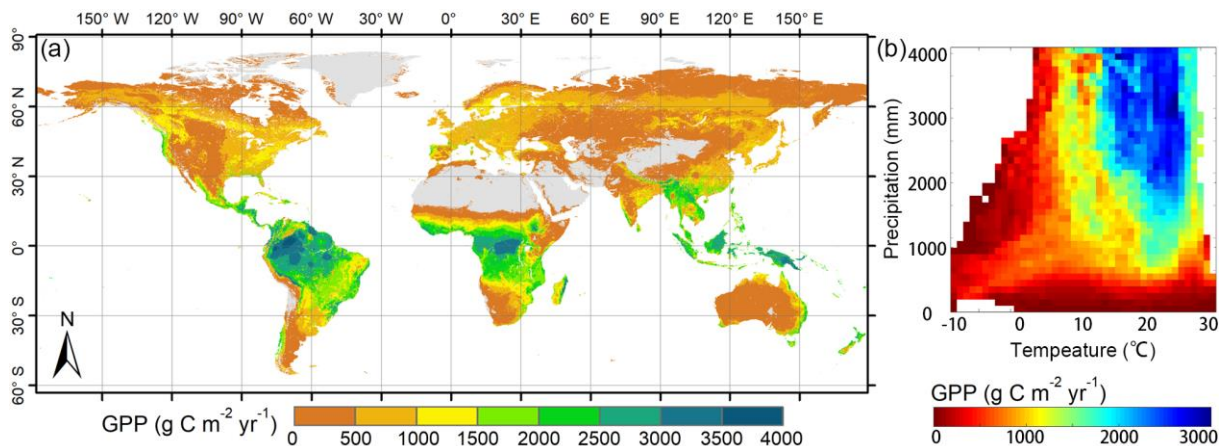 150° W 120° W 90° W 60° W 30° W 0° 30° E 60° E 90° E 120° E 150° E
90°
(a)
60° N
30° N
0°
30° S
60° S
N
GPP (g C m⁻² yr⁻¹)
0 500 1000 1500 2000 2500 3000 3500 4000
(b)
4000
3000
2000
1000
0
Precipitation (mm)
-10 0 10 20 30
Tempeature (℃)
GPP (g C m⁻² yr⁻¹)
0 1000 2000 3000